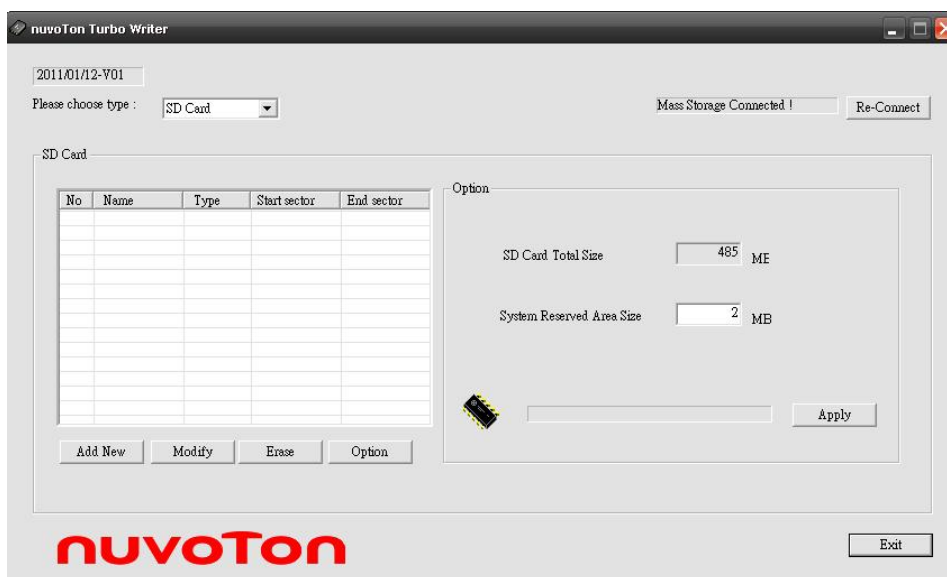 nuvoTon Turbo Writer
2011/01/12-V01
Please choose type :
SD Card
Mass Storage Connected !
Re-Connect
SD Card
No Name Type Start sector End sector
Option
SD Card Total Size 485 ME
System Reserved Area Size 2 MB
Apply
Add New Modify Erase Option
nuvoTon
Exit